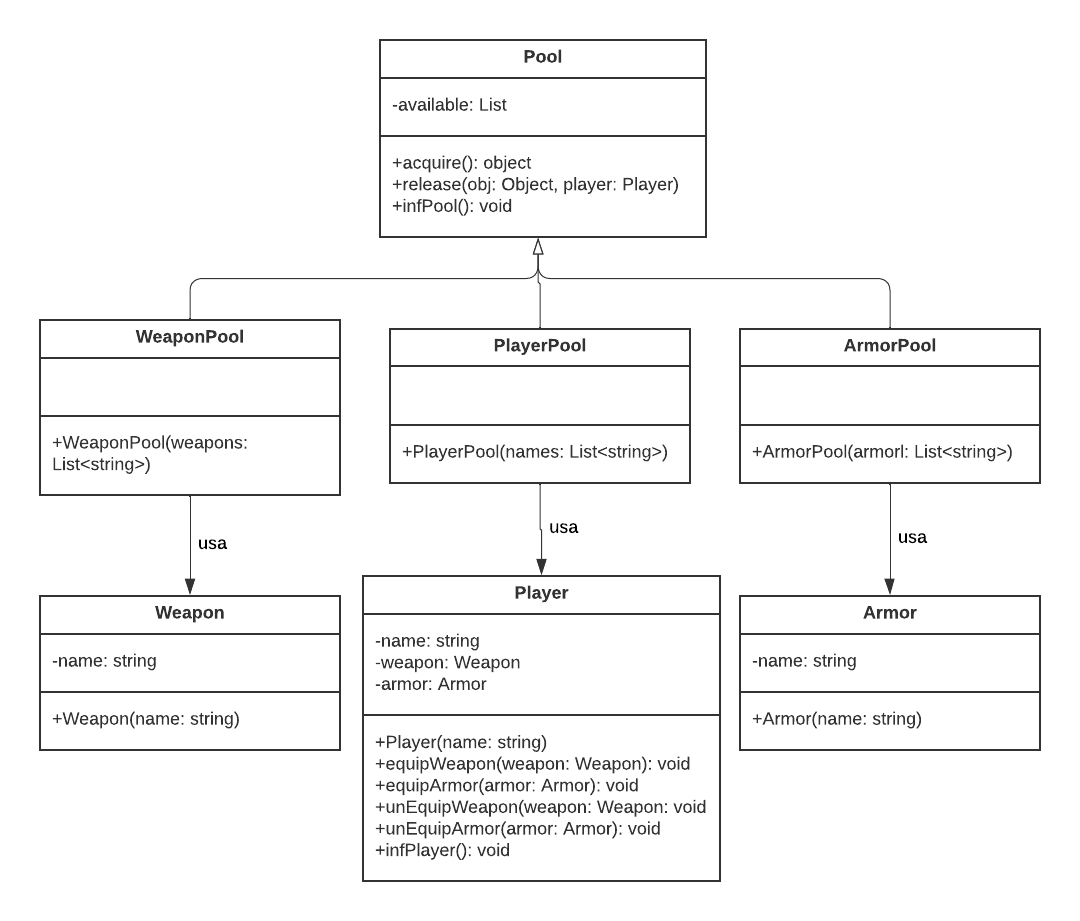 Pool
-available: List
+acquire(): object
+release(obj: Object, player: Player)
+infPool(): void
WeaponPool
+WeaponPool(weapons:
List<string>)
PlayerPool
+PlayerPool(names: List<string>)
ArmorPool
+ArmorPool(armorl: List<string>)
usa
usa
usa
Weapon
-name: string
+Weapon(name: string)
Player
-name: string
-weapon: Weapon
-armor: Armor
+Player(name: string)
+equipWeapon(weapon: Weapon): void
+equipArmor(armor: Armor): void
+unEquipWeapon(weapon: Weapon: void
+unEquipArmor(armor: Armor): void
+infPlayer(): void
Armor
-name: string
+Armor(name: string)